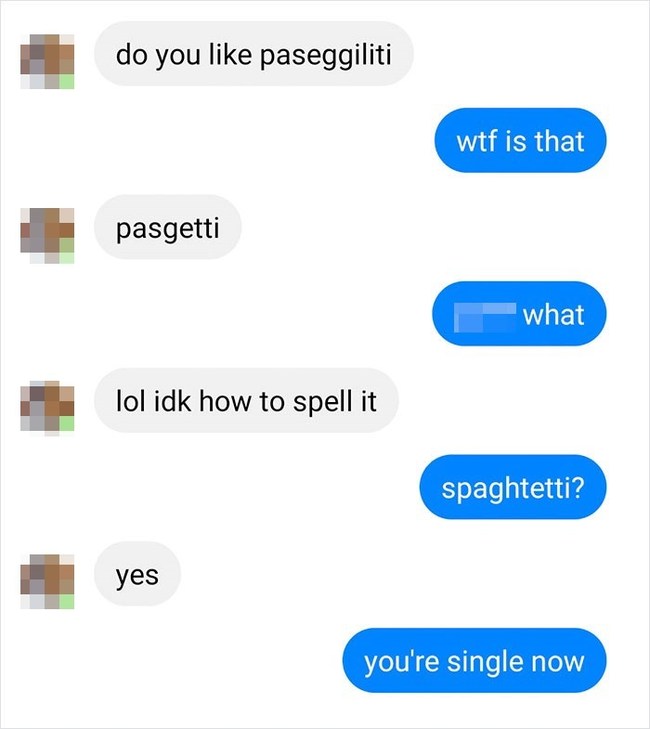 do you like paseggiliti
wtf is that
pasgetti
what
lol idk how to spell it
spaghtetti?
yes
you're single now